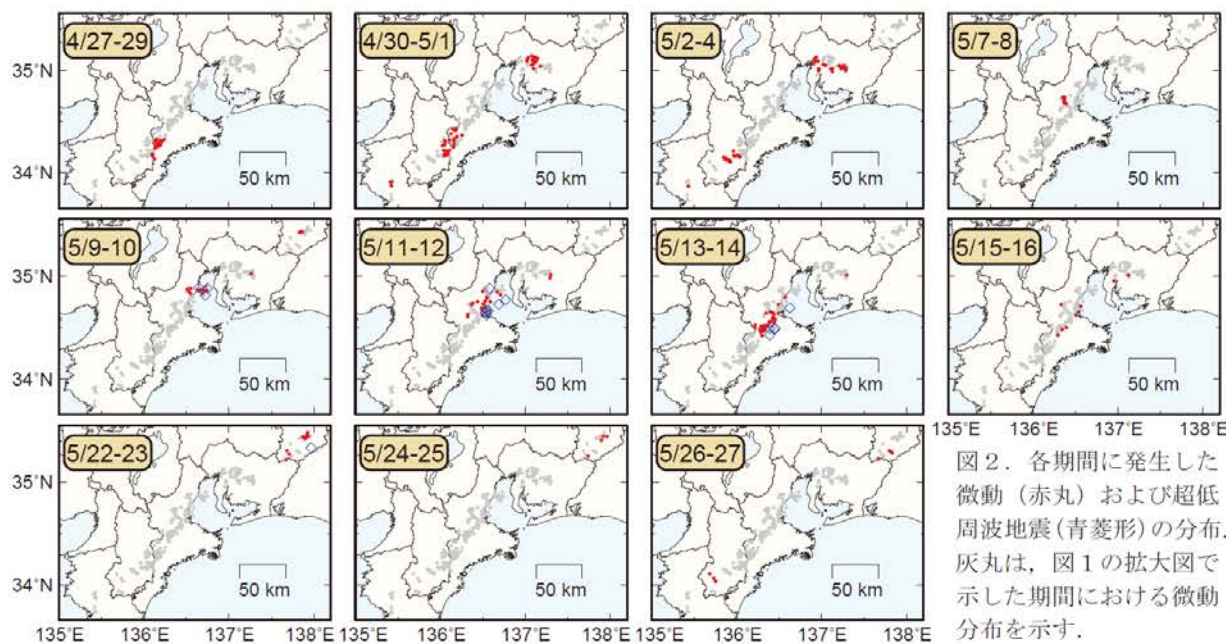 4/27-29
4/30-5/1
5/2-4
5/7-8
35°N
34°N
50 km
50 km
50 km
50 km
5/9-10
5/11-12
5/13-14
5/15-16
35°N
34°N
50 km
50 km
50 km
50 km
5/22-23
5/24-25
5/26-27
135°E 136°E 137°E 138°E
35°N
34°N
50 km
50 km
50 km
135°E 136°E 137°E 138°E
135°E 136°E 137°E 138°E
135°E 136°E 137°E 138°E
図2．各期間に発生した
微動（赤丸）および超低
周波地震(青菱形)の分布.
灰丸は，図1の拡大図で
示した期間における微動
分布を示す．